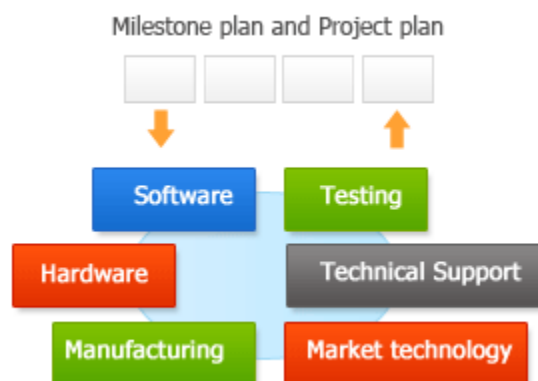 Milestone plan and Project plan
Software
Testing
Hardware
Technical Support
Manufacturing
Market technology